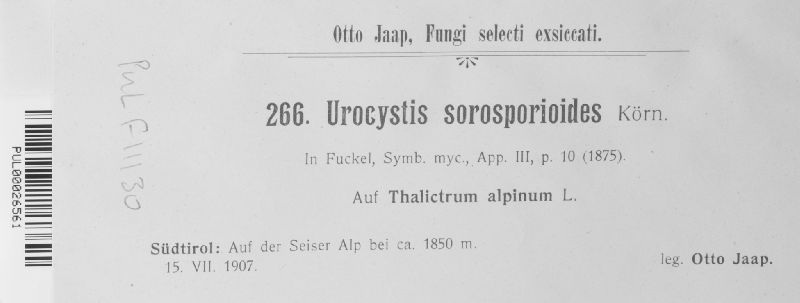 Otto Jaap, Fungi selecti exsiccati.
266. Urocystis sorosporioides Körn.
In Fuckel, Symb. myc., App. III, p. 10 (1875).
Auf Thalictrum alpinum L.
Südtirol: Auf der Seiser Alp bei ca. 1850 m.
15. VII. 1907.
leg. Otto Jaap.
PUL F11130
PUL00026561